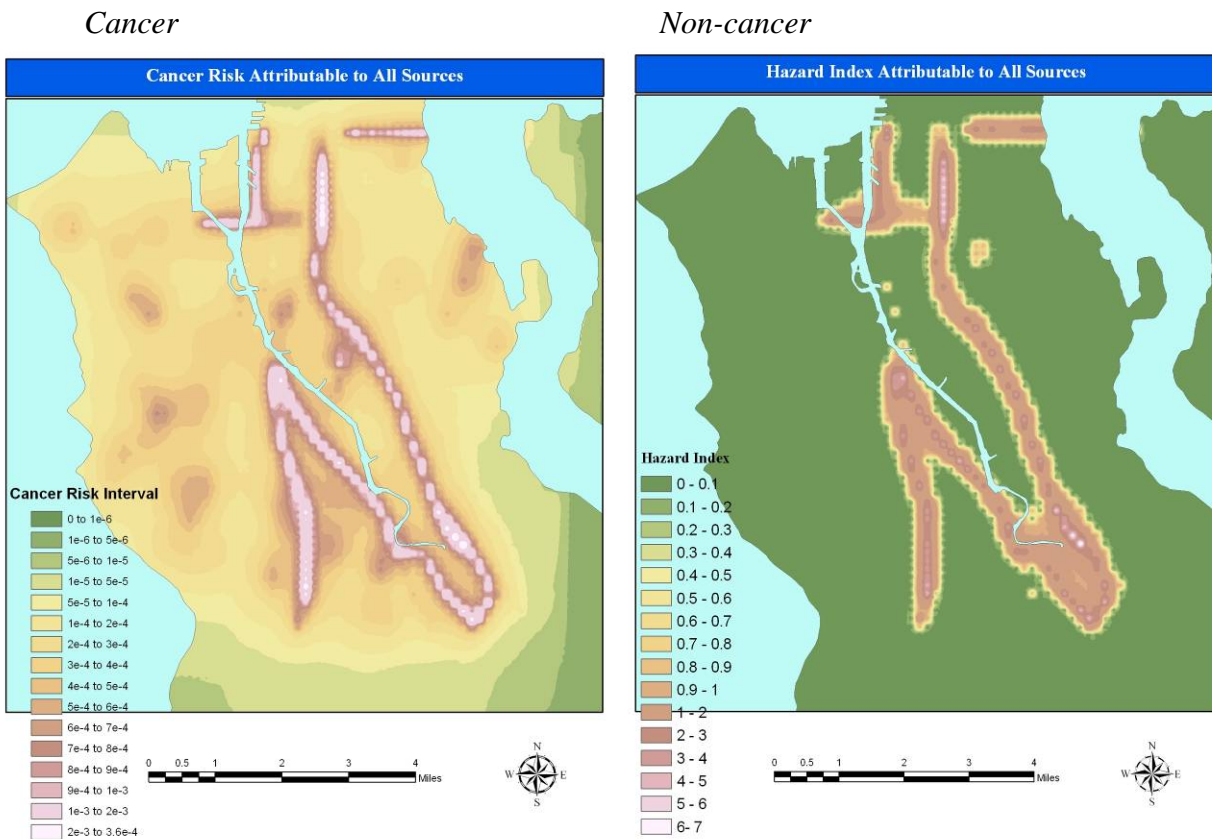 Cancer
Cancer Risk Attributable to All Sources
Cancer Risk Interval
0 to 1e-6
1e-6 to 5e-6
5e-6 to 1e-5
1e-5 to 5e-5
5e-5 to 1e-4
1e-4 to 2e-4
2e-4 to 3e-4
3e-4 to 4e-4
4e-4 to 5e-4
5e-4 to 6e-4
6e-4 to 7e-4
7e-4 to 8e-4
8e-4 to 9e-4
9e-4 to 1e-3
1e-3 to 2e-3
2e-3 to 3.6e-4
0 0.5 1 2 3 4
Miles
N
W E
S
Non-cancer
Hazard Index Attributable to All Sources
Hazard Index
0 - 0.1
0.1 - 0.2
0.2 - 0.3
0.3 - 0.4
0.4 - 0.5
0.5 - 0.6
0.6 - 0.7
0.7 - 0.8
0.8 - 0.9
0.9 - 1
1 - 2
2 - 3
3 - 4
4 - 5
5 - 6
6- 7
0 0.5 1 2 3 4
Miles
N
W E
S